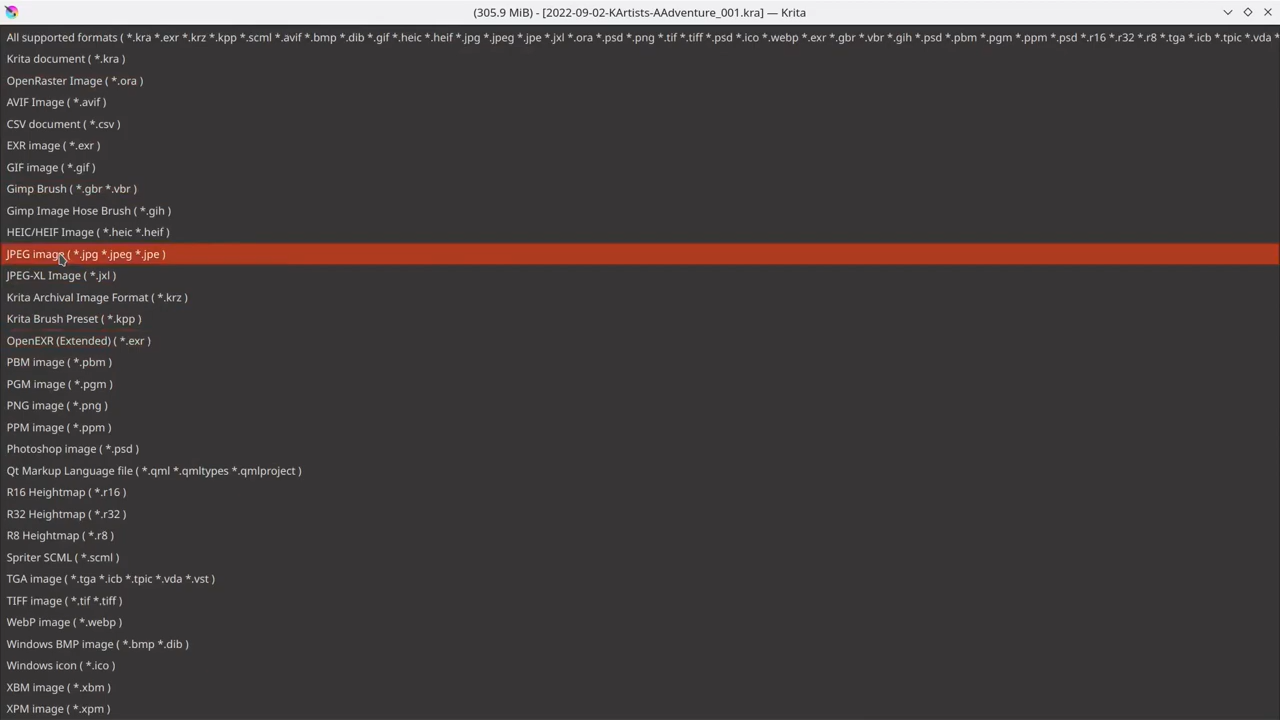 (305.9 MiB) - [2022-09-02-KArtists-AAdventure_001.kra] — Krita
All supported formats ( *.kra *.exr *.krz *.kpp *.scml *.avif *.bmp *.dib *.gif *.heic *.heif *.jpg *.jpeg *.jpe *.jxl *.ora *.psd *.png *.tif *.tiff *.psd *.ico *.webp *.exr *.gbr *.vbr *.gih *.psd *.pbm *.pgm *.ppm *.psd *.r16 *.r32 *.r8 *.tga *.icb *.tpic *.vda *
Krita document ( *.kra )
OpenRaster Image ( *.ora )
AVIF Image ( *.avif )
CSV document ( *.csv )
EXR image ( *.exr )
GIF image ( *.gif )
Gimp Brush ( *.gbr *.vbr )
Gimp Image Hose Brush ( *.gih )
HEIC/HEIF Image ( *.heic *.heif )
JPEG image ( *.jpg *.jpeg *.jpe )
JPEG-XL Image ( *.jxl )
Krita Archival Image Format ( *.krz )
Krita Brush Preset ( *.kpp )
OpenEXR (Extended) ( *.exr )
PBM image ( *.pbm )
PGM image ( *.pgm )
PNG image ( *.png )
PPM image ( *.ppm )
Photoshop image ( *.psd )
Qt Markup Language file ( *.qml *.qmltypes *.qmlproject )
R16 Heightmap ( *.r16 )
R32 Heightmap ( *.r32 )
R8 Heightmap ( *.r8 )
Spriter SCML ( *.scml )
TGA image ( *.tga *.icb *.tpic *.vda *.vst )
TIFF image ( *.tif *.tiff )
WebP image ( *.webp )
Windows BMP image ( *.bmp *.dib )
Windows icon ( *.ico )
XBM image ( *.xbm )
XPM image ( *.xpm )